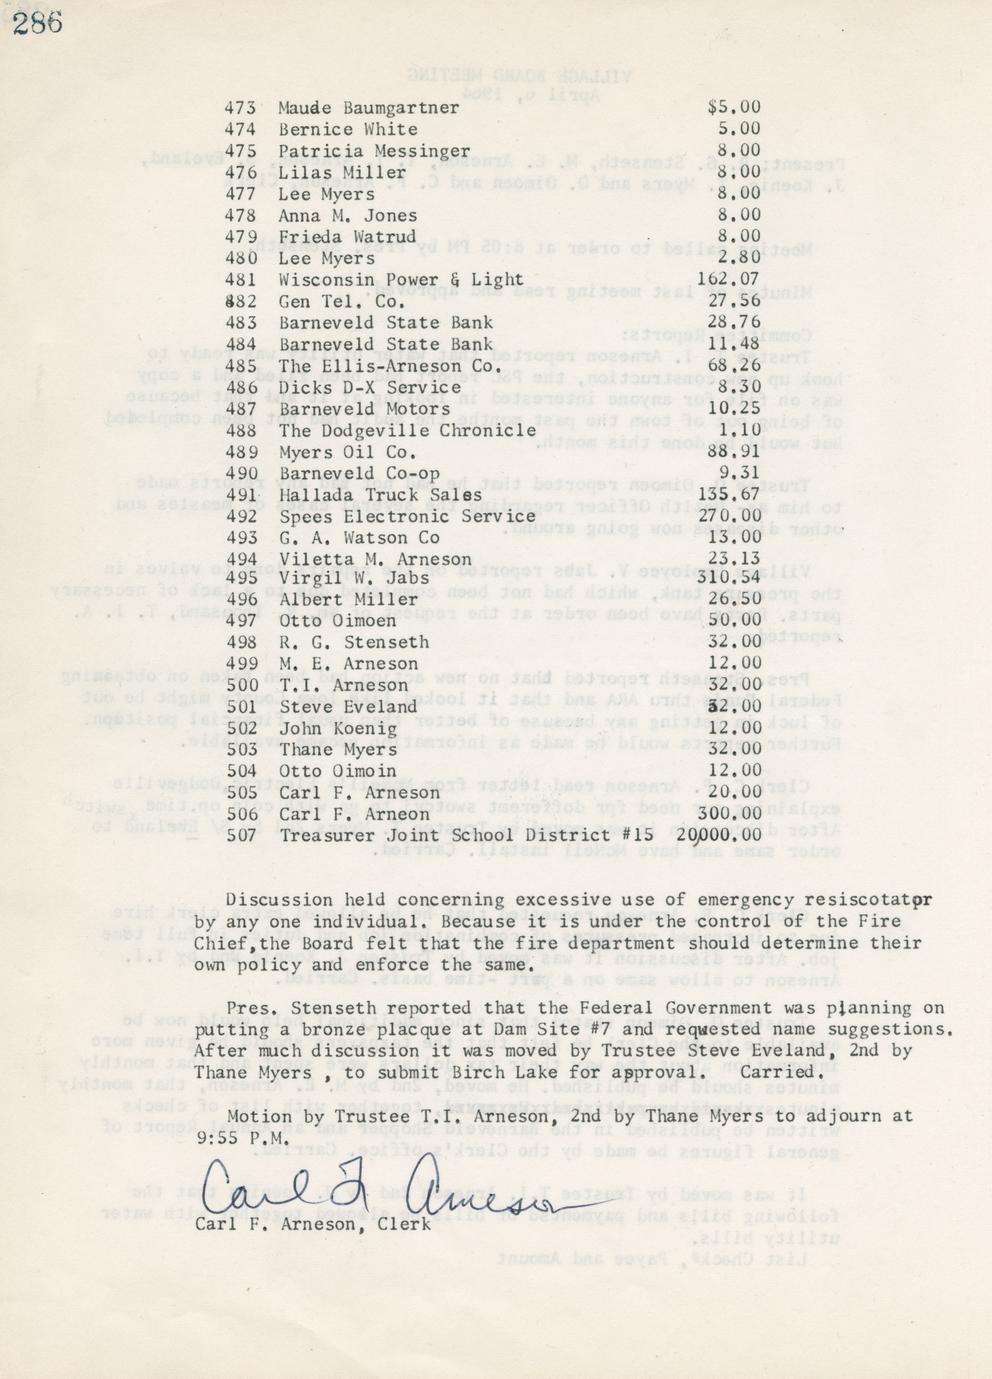 286
473 Maude Baumgartner $5.00
474 Bernice White 5.00
475 Patricia Messinger 8.00
476 Lilas Miller 8.00
477 Lee Myers 8.00
478 Anna M. Jones 8.00
479 Frieda Watrud 8.00
480 Lee Myers 2.80
481 Wisconsin Power & Light 162.07
482 Gen Tel. Co. 27.56
483 Barneveld State Bank 28.76
484 Barneveld State Bank 11.48
485 The Ellis-Arneson Co. 68.26
486 Dicks D-X Service 8.30
487 Barneveld Motors 10.25
488 The Dodgeville Chronicle 1.10
489 Myers Oil Co. 88.91
490 Barneveld Co-op 9.31
491 Hallada Truck Sales 135.67
492 Spees Electronic Service 270.00
493 G. A. Watson Co 13.00
494 Viletta M. Arneson 23.13
495 Virgil W. Jabs 310.54
496 Albert Miller 26.50
497 Otto Oimoen 50.00
498 R. G. Stenseth 32.00
499 M. E. Arneson 12.00
500 T.I. Arneson 32.00
501 Steve Eveland 32.00
502 John Koenig 12.00
503 Thane Myers 32.00
504 Otto Oimoin 12.00
505 Carl F. Arneson 20.00
506 Carl F. Arneon 300.00
507 Treasurer Joint School District #15 20,000.00
Discussion held concerning excessive use of emergency resiscotatpr
by any one individual. Because it is under the control of the Fire
Chief,the Board felt that the fire department should determine their
own policy and enforce the same.
Pres. Stenseth reported that the Federal Government was planning on
putting a bronze placque at Dam Site #7 and requested name suggestions.
After much discussion it was moved by Trustee Steve Eveland, 2nd by
Thane Myers , to submit Birch Lake for approval. Carried.
Motion by Trustee T.I. Arneson, 2nd by Thane Myers to adjourn at
9:55 P.M.
Carl F Arneson
Carl F. Arneson, Clerk